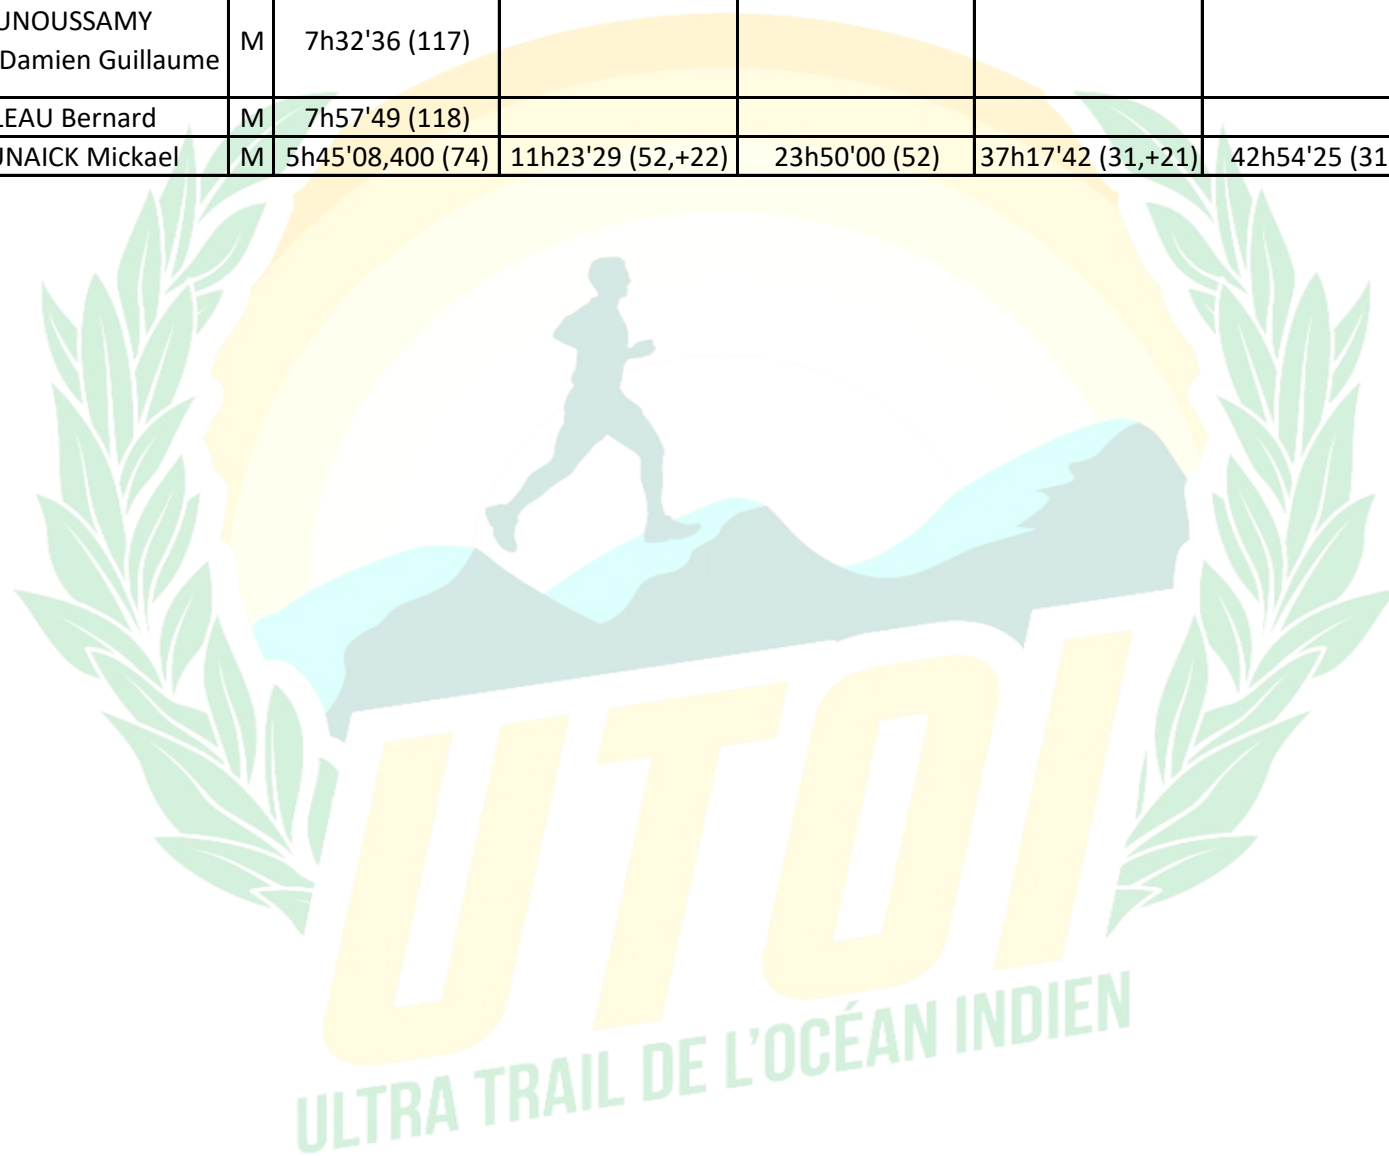 UNOUSSAMY
Damien Guillaume M 7h32'36 (117)
LEAU Bernard M 7h57'49 (118)
UNAICK Mickael M 5h45'08,400 (74) 11h23'29 (52,+22) 23h50'00 (52) 37h17'42 (31,+21) 42h54'25 (31
UTOI
ULTRA TRAIL DE L'OCÉAN INDIEN